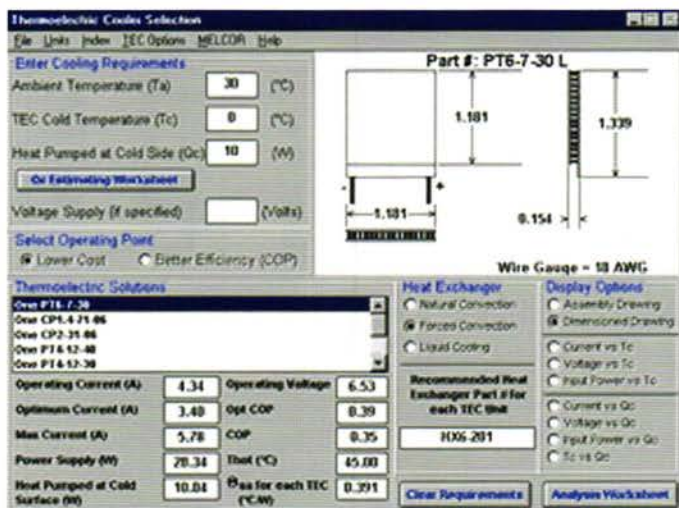 Thermoelectric Cooler Selection
File Units Index TEC Options MELCOR Help
Enter Cooling Requirements
Ambient Temperature (Ta) 30 (°C)
TEC Cold Temperature (Tc) 0 (°C)
Heat Pumped at Cold Side (Qc) 10 (W)
Qc Estimating Worksheet
Voltage Supply (if specified) (Volts)
Select Operating Point
Lower Cost Better Efficiency (COP)
Part #: PT6-7-30 L
1.181
1.339
- +
1.181
0.154
Wire Gauge = 18 AWG
Thermoelectric Solutions
One PT6-7-30
One CP1.4-71-06
One CP2-31-06
One PT4-12-40
One PT4-12-30
Operating Current (A) 4.34 Operating Voltage 6.53
Optimum Current (A) 3.40 Opt COP 0.39
Max Current (A) 5.78 COP 0.35
Power Supply (W) 28.34 Thot (°C) 45.00
Heat Pumped at Cold Surface (W) 10.04 Θsa for each TEC (°C/W) 0.391
Heat Exchanger
Natural Convection
Forced Convection
Liquid Cooling
Recommended Heat
Exchanger Part # for
each TEC Unit
HX6-201
Clear Requirements
Display Options
Assembly Drawing
Dimensioned Drawing
Current vs Tc
Voltage vs Tc
Input Power vs Tc
Current vs Qc
Voltage vs Qc
Input Power vs Qc
Tc vs Qc
Analysis Worksheet